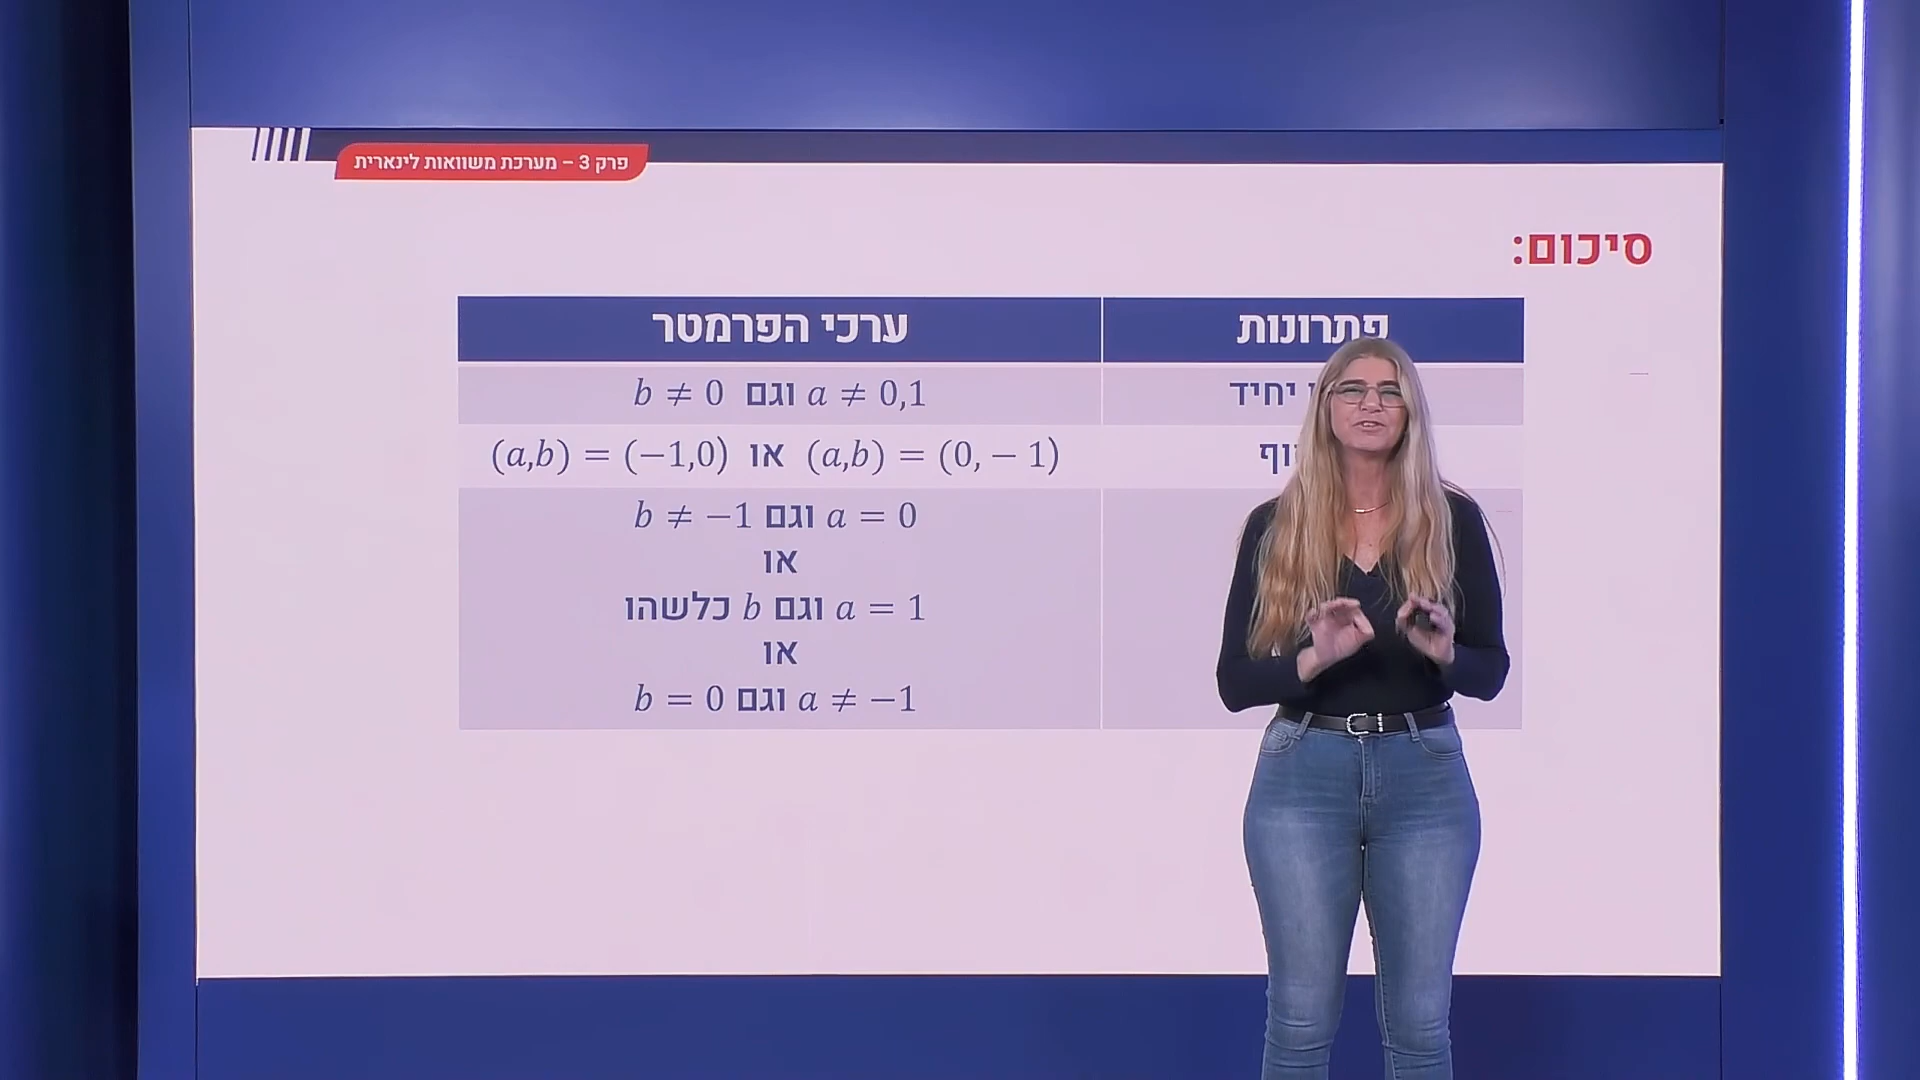 פרק 3 – מערכת משוואות לינארית
סיכום:
פתרונות ערכי הפרמטר
יחיד a ≠ 0,1 וגם b ≠ 0
(a,b) = (0, − 1) או (a,b) = (−1,0)
a = 0 וגם b ≠ −1
או
a = 1 וגם b כלשהו
או
a ≠ −1 וגם b = 0